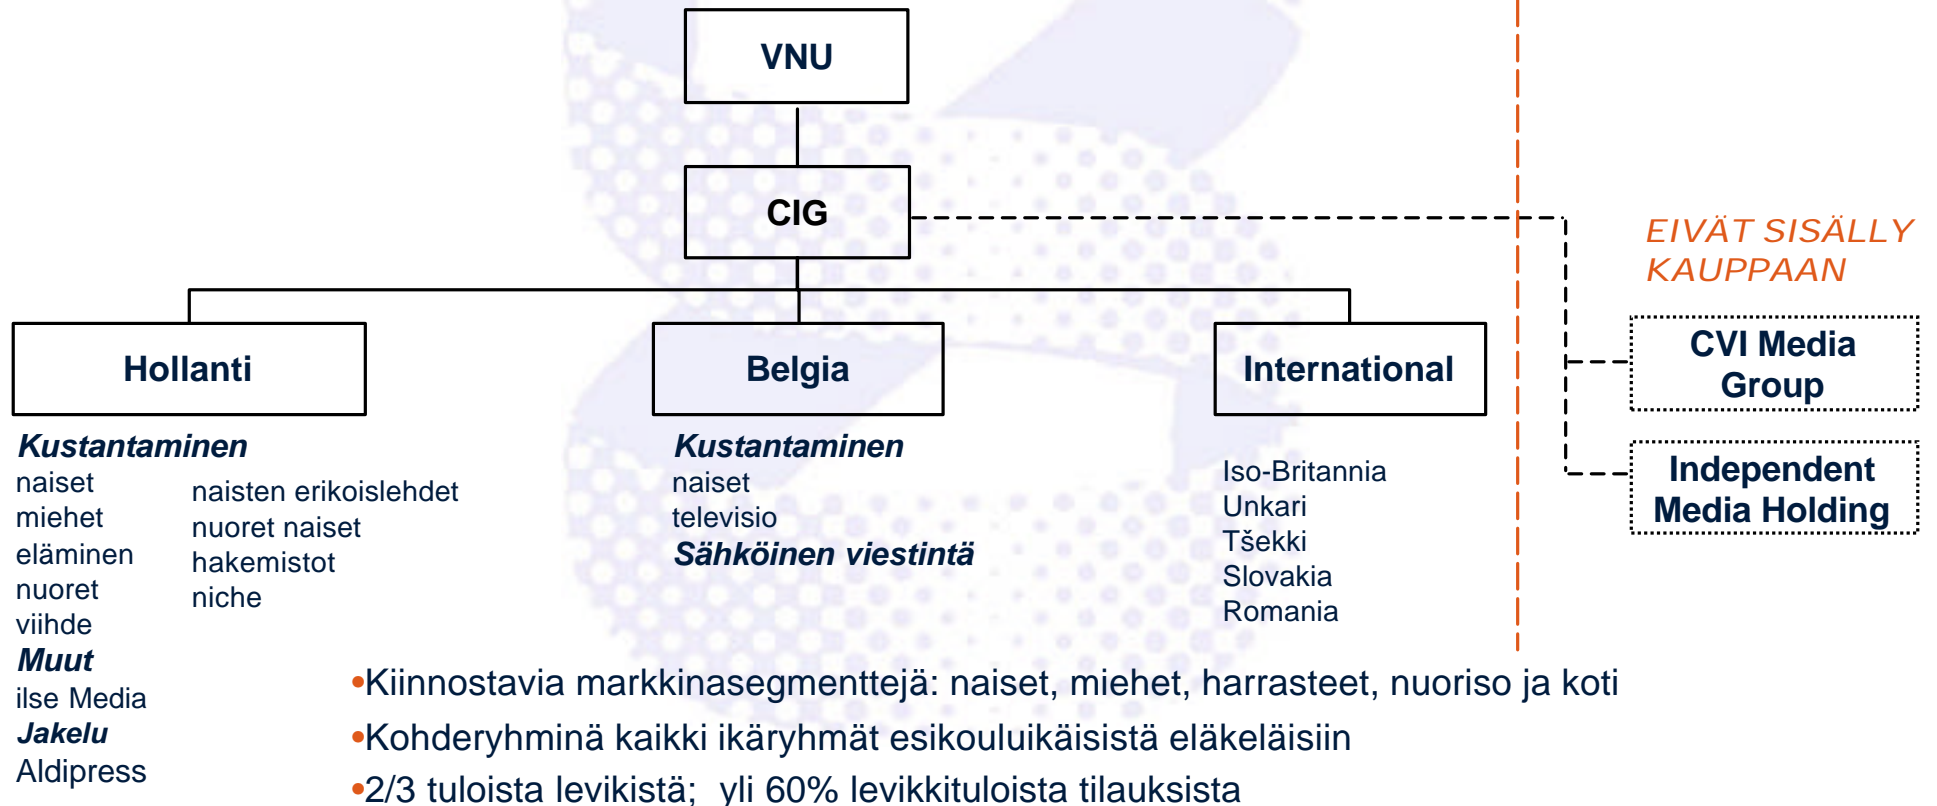 VNU
CIG
EIVÄT SISÄLLY
KAUPPAAN
Hollanti
Belgia
International
CVI Media
Group
Independent
Media Holding
Kustantaminen
naiset
miehet
eläminen
nuoret
viihde
naisten erikoislehdet
nuoret naiset
hakemistot
niche
Muut
ilse Media
Jakelu
Aldipress
Kustantaminen
naiset
televisio
Sähköinen viestintä
Iso-Britannia
Unkari
Tšekki
Slovakia
Romania
•Kiinnostavia markkinasegmenttejä: naiset, miehet, harrasteet, nuoriso ja koti
•Kohderyhminä kaikki ikäryhmät esikouluikäisistä eläkeläisiin
•2/3 tuloista levikistä; yli 60% levikkituloista tilauksista